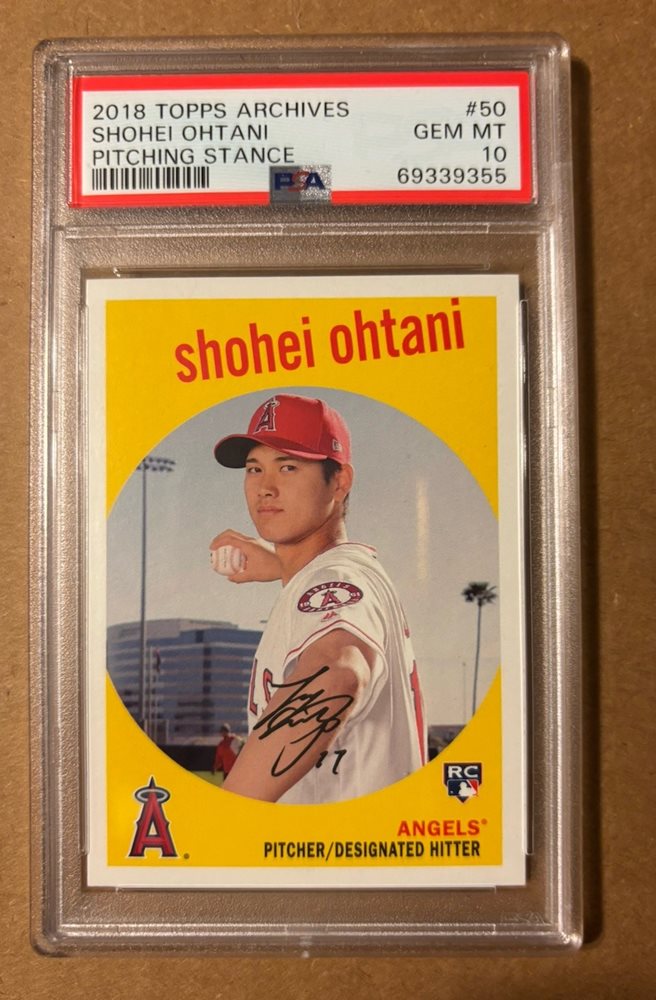 2018 TOPPS ARCHIVES #50
SHOHEI OHTANI GEM MT
PITCHING STANCE 10
PSA 69339355
shohei ohtani
A
ANGELS
A
17
RC
A
ANGELS®
PITCHER/DESIGNATED HITTER